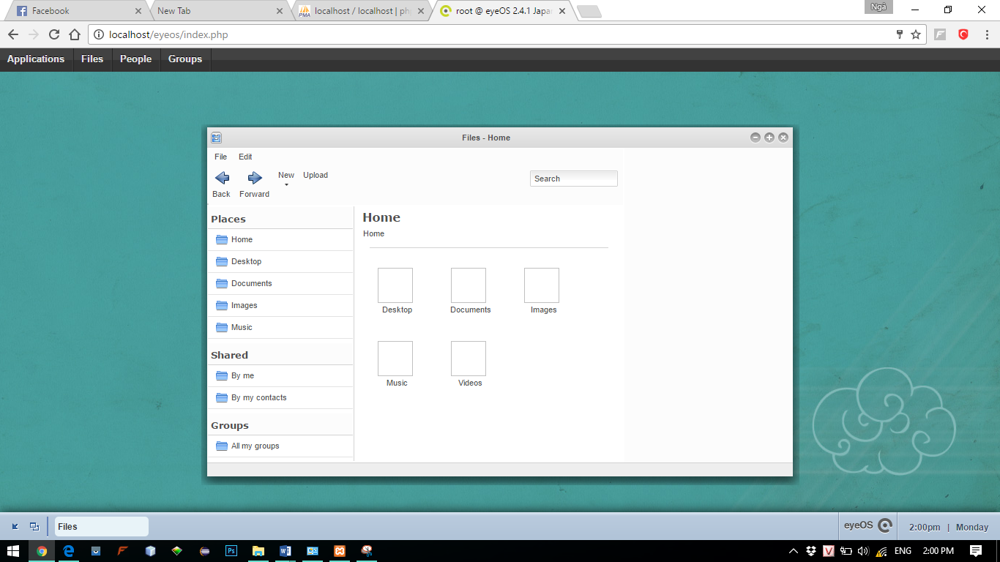 Facebook
New Tab
localhost / localhost | ph
root @ eyeOS 2.4.1 Japa
Ngà
localhost/eyeos/index.php
Applications
Files
People
Groups
Files - Home
File
Edit
Back
Forward
New
Upload
Search
Places
Home
Desktop
Documents
Images
Music
Shared
By me
By my contacts
Groups
All my groups
Home
Home
Desktop
Documents
Images
Music
Videos
Files
eyeOS
2:00pm | Monday
Ps
ENG
2:00 PM